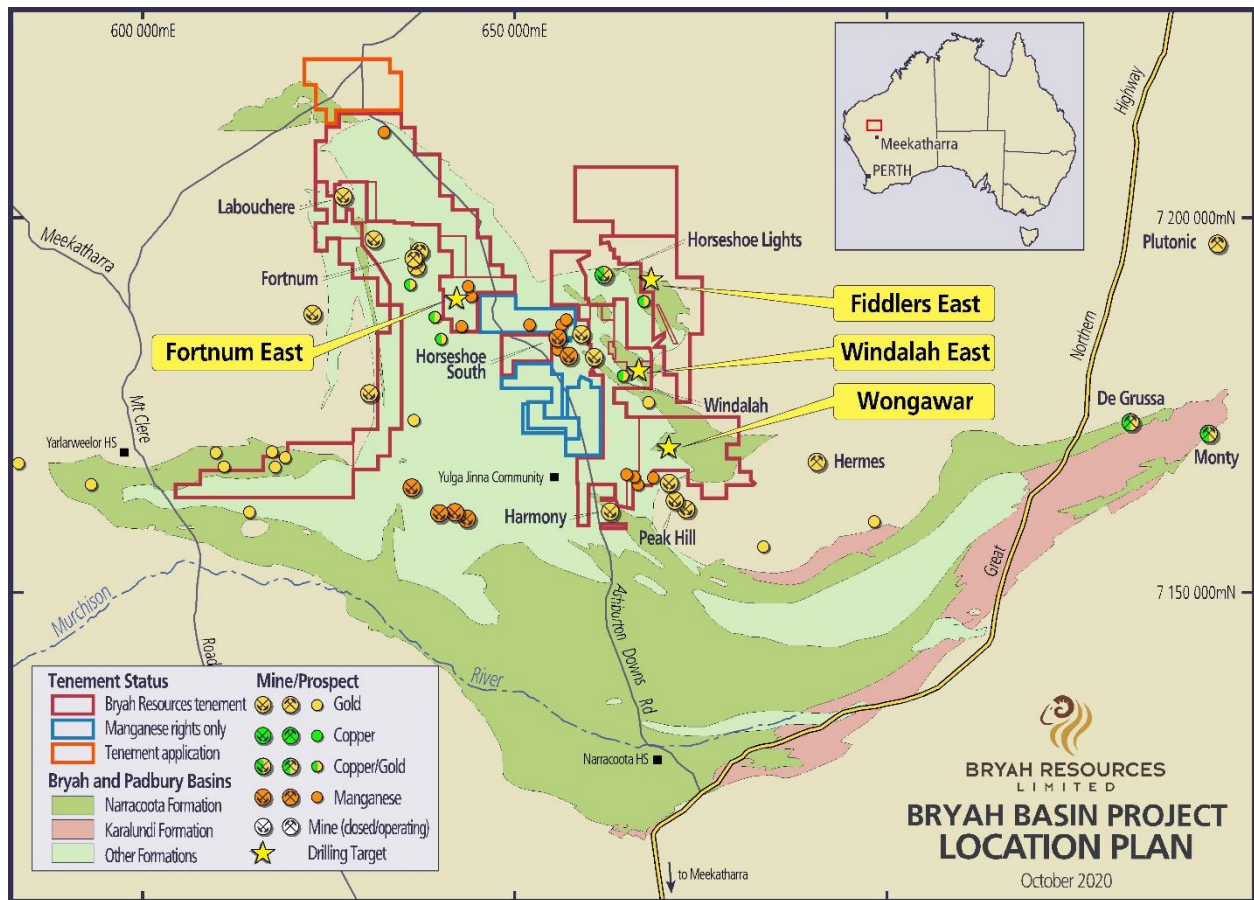 600 000mE
650 000mE
Highway
Meekatharra
PERTH
Labouchere
Meekatharra
Horseshoe Lights
7 200 000mN
Plutonic
Fortnum
Fiddlers East
Fortnum East
Horseshoe
South
Windalah East
Northern
Windalah
Wongawar
De Grussa
Mt Clere
Yarlarweelor HS
Monty
Hermes
Yulga Jinna Community
Harmony
Peak Hill
Great
7 150 000mN
Murchison
Ashburton Downs Rd
Road
River
Tenement Status
Bryah Resources tenement
Manganese rights only
Tenement application
Bryah and Padbury Basins
Narracoota Formation
Karalundi Formation
Other Formations
Mine/Prospect
Gold
Copper
Copper/Gold
Manganese
Mine (closed/operating)
Drilling Target
Narracoota HS
to Meekatharra
BRYAH RESOURCES
LIMITED
BRYAH BASIN PROJECT
LOCATION PLAN
October 2020